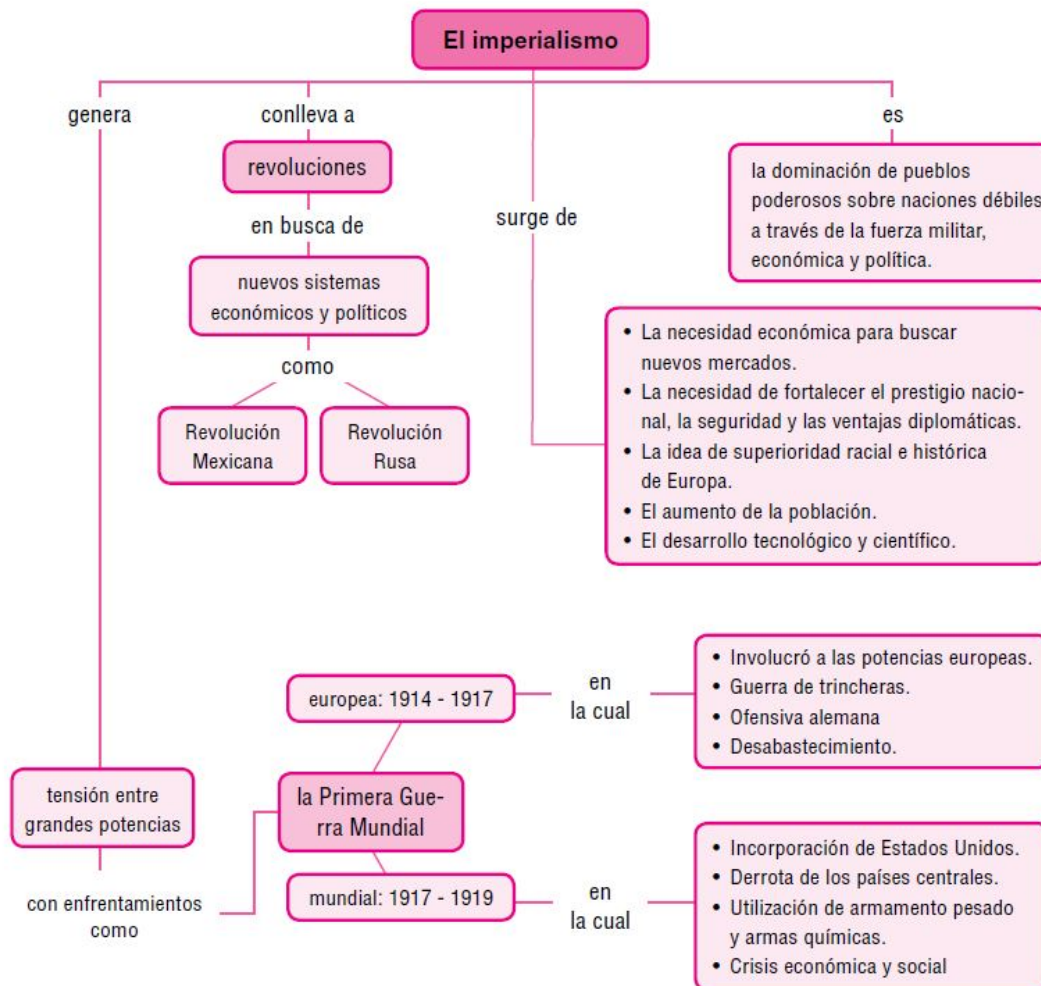 El imperialismo
genera
conlleva a
revoluciones
en busca de
nuevos sistemas
económicos y políticos
como
Revolución
Mexicana
Revolución
Rusa
surge de
• La necesidad económica para buscar
nuevos mercados.
• La necesidad de fortalecer el prestigio nacio-
nal, la seguridad y las ventajas diplomáticas.
• La idea de superioridad racial e histórica
de Europa.
• El aumento de la población.
• El desarrollo tecnológico y científico.
es
la dominación de pueblos
poderosos sobre naciones débiles
a través de la fuerza militar,
económica y política.
tensión entre
grandes potencias
con enfrentamientos
como
la Primera Gue-
rra Mundial
europea: 1914 - 1917
en
la cual
• Involucró a las potencias europeas.
• Guerra de trincheras.
• Ofensiva alemana
• Desabastecimiento.
mundial: 1917 - 1919
en
la cual
• Incorporación de Estados Unidos.
• Derrota de los países centrales.
• Utilización de armamento pesado
y armas químicas.
• Crisis económica y social